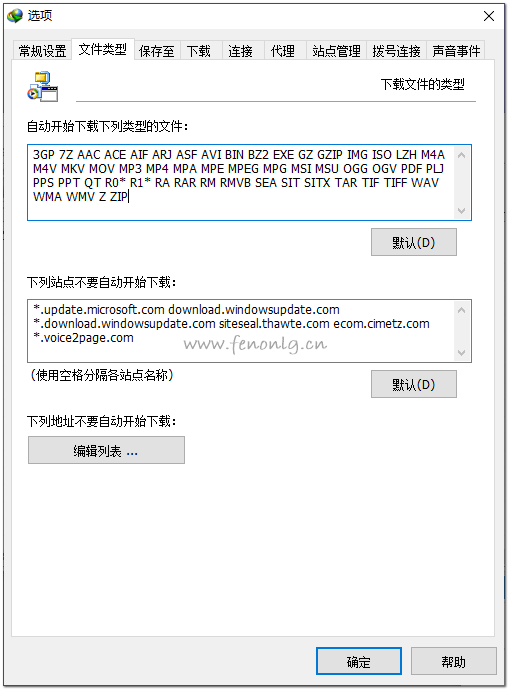 选项
常规设置 文件类型 保存至 下载 连接 代理 站点管理 拨号连接 声音事件
下载文件的类型
自动开始下载下列类型的文件：
3GP 7Z AAC ACE AIF ARJ ASF AVI BIN BZ2 EXE GZ GZIP IMG ISO LZH M4A
M4V MKV MOV MP3 MP4 MPA MPE MPEG MPG MSI MSU OGG OGV PDF PLJ
PPS PPT QT R0* R1* RA RAR RM RMVB SEA SIT SITX TAR TIF TIFF WAV
WMA WMV Z ZIP
默认(D)
下列站点不要自动开始下载：
*.update.microsoft.com download.windowsupdate.com
*.download.windowsupdate.com siteseal.thawte.com ecom.cimetz.com
*.voice2page.com
www.fenonlg.cn
（使用空格分隔各站点名称）
默认(D)
下列地址不要自动开始下载：
编辑列表 ...
确定 帮助